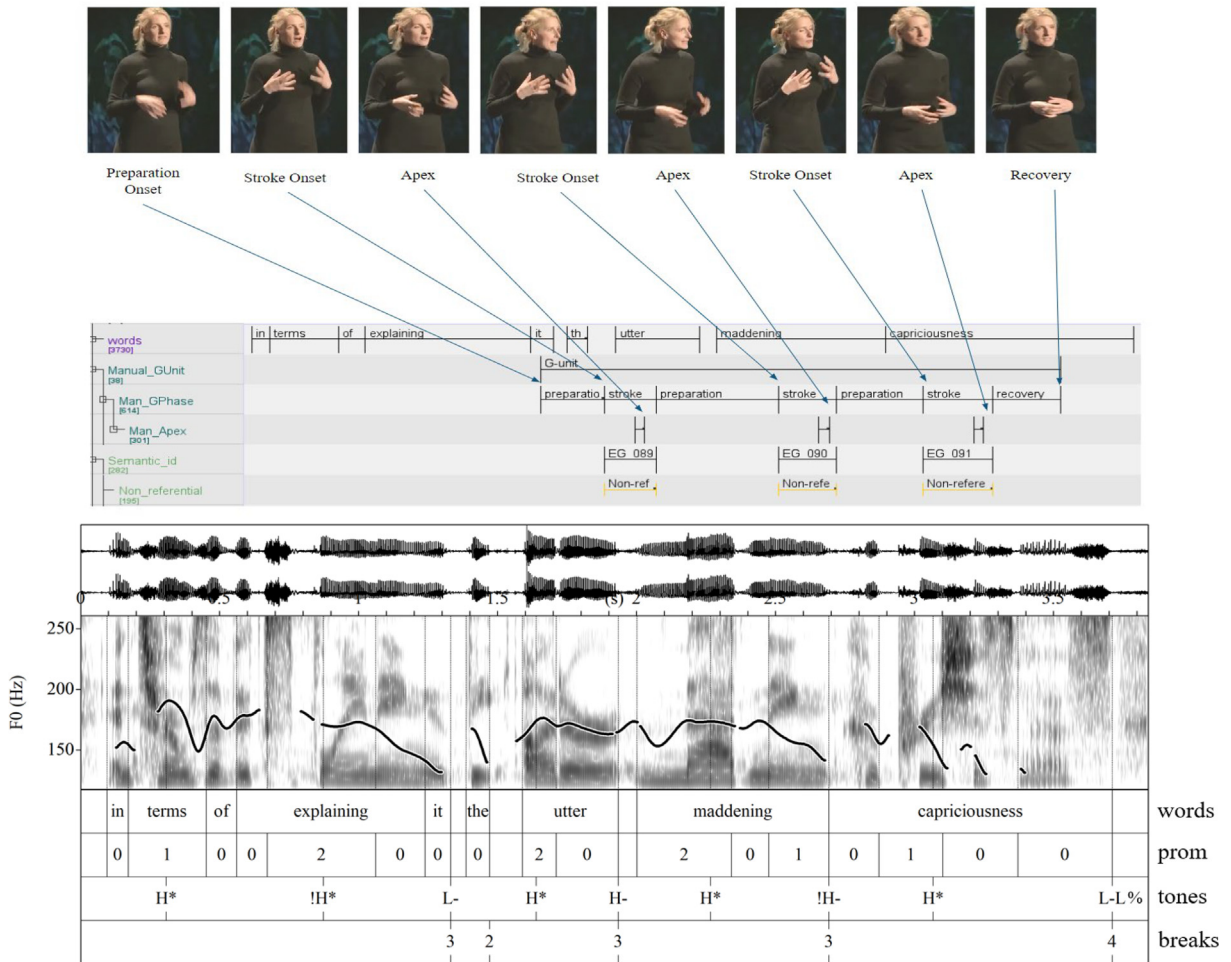 Preparation Onset
Stroke Onset
Apex
Stroke Onset
Apex
Stroke Onset
Apex
Recovery
words in terms of explaining it th utter maddening capriciousness
[3730]
Manual_GUnit G-unit
[38]
Man_GPhase preparatio stroke preparation stroke preparation stroke recovery
[614]
Man_Apex
[301]
Semantic_id EG_089 EG_090 EG_091
[282]
Non_referential Non-ref Non-refe Non-refere
[195]
0 0.5 1 1.5 (s) 2 2.5 3 3.5
250
200
150
F0 (Hz)
in terms of explaining it the utter maddening capriciousness words
0 1 0 0 2 0 0 0 2 0 2 0 1 0 1 0 0 prom
H* !H* L- H* H- H* !H- H* L-L% tones
3 2 3 3 4 breaks